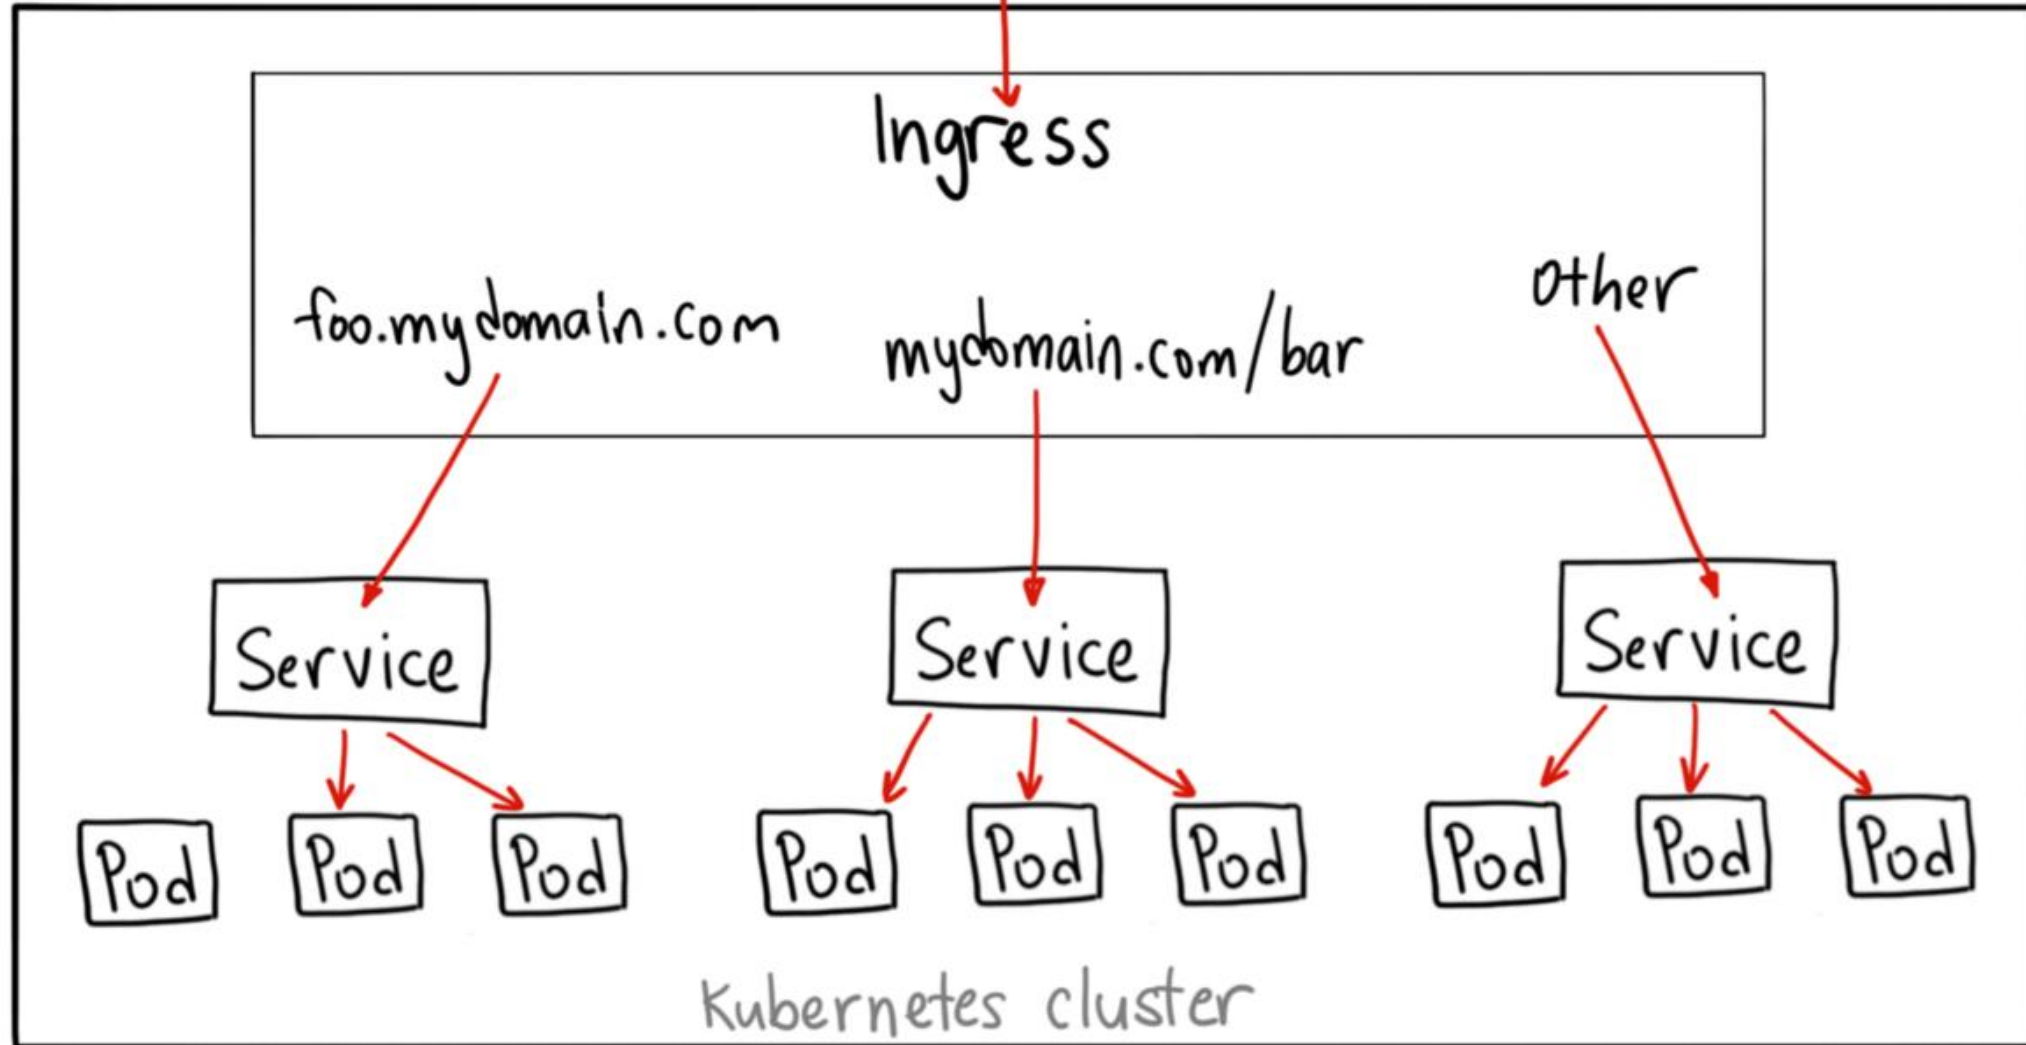 Ingress
foo.mydomain.com
mydomain.com/bar
other
Service
Service
Service
Pod
Pod
Pod
Pod
Pod
Pod
Pod
Pod
Pod
Kubernetes cluster